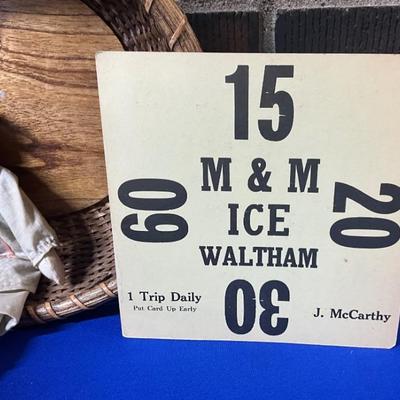 15
M & M
ICE
WALTHAM
60
20
30
1 Trip Daily
Put Card Up Early
J. McCarthy